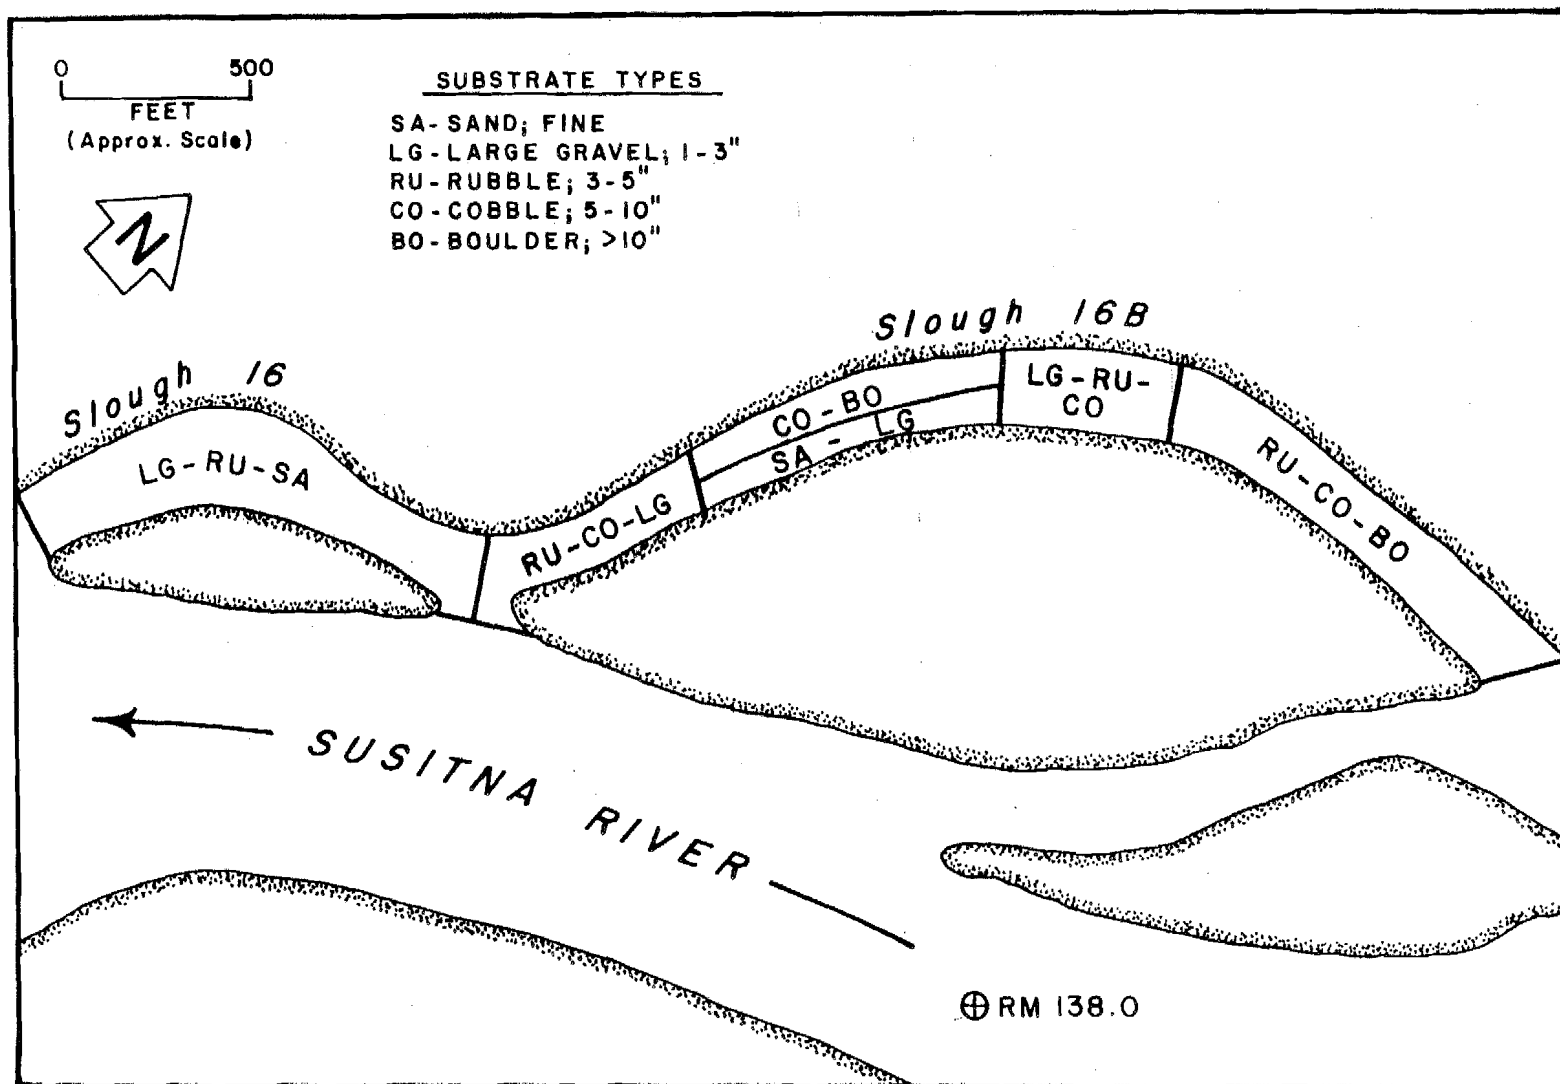 0 500
FEET
(Approx. Scale)
N
SUBSTRATE TYPES
SA-SAND; FINE
LG-LARGE GRAVEL; 1-3"
RU-RUBBLE; 3-5"
CO-COBBLE; 5-10"
BO-BOULDER; >10"
Slough 16B
Slough 16
LG-RU-
CO
CO-BO
SA-LG
LG-RU-SA
RU-CO-LG
RU-CO-BO
SUSITNA RIVER
RM 138.0